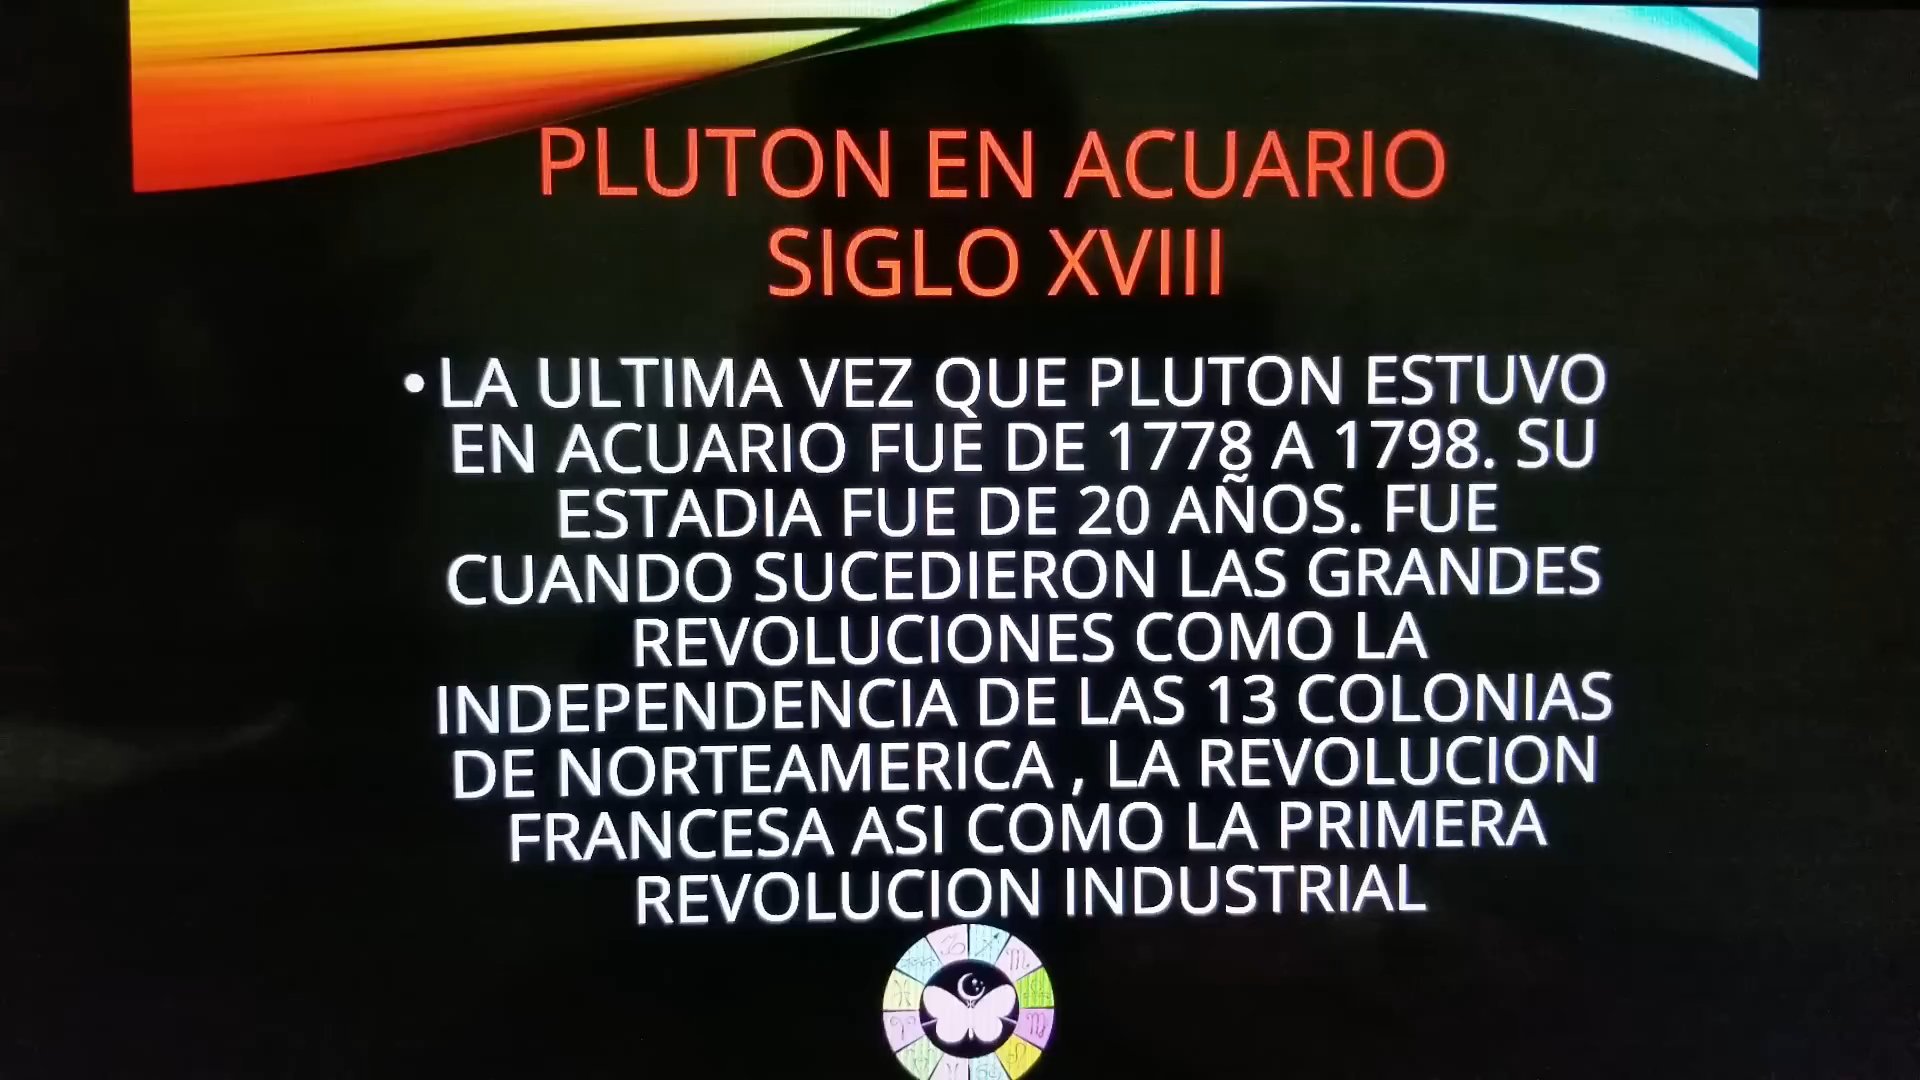 PLUTON EN ACUARIO
SIGLO XVIII
• LA ULTIMA VEZ QUE PLUTON ESTUVO
EN ACUARIO FUE DE 1778 A 1798. SU
ESTADIA FUE DE 20 AÑOS. FUE
CUANDO SUCEDIERON LAS GRANDES
REVOLUCIONES COMO LA
INDEPENDENCIA DE LAS 13 COLONIAS
DE NORTEAMERICA , LA REVOLUCION
FRANCESA ASI COMO LA PRIMERA
REVOLUCION INDUSTRIAL